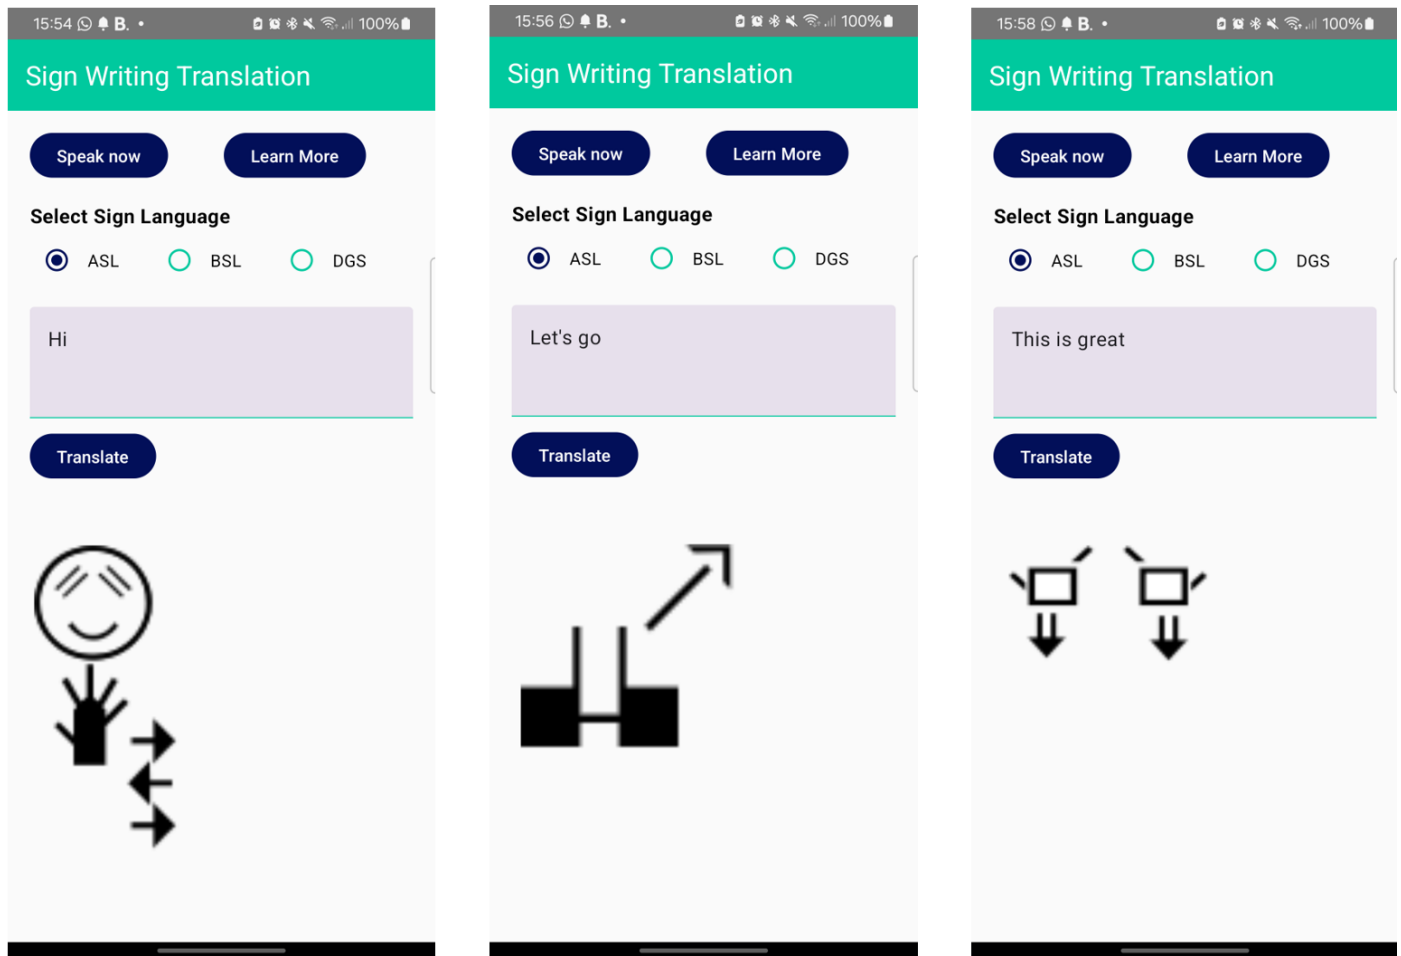 15:54 B. • 100%
Sign Writing Translation
Speak now Learn More
Select Sign Language
ASL BSL DGS
Hi
Translate
15:56 B. • 100%
Sign Writing Translation
Speak now Learn More
Select Sign Language
ASL BSL DGS
Let's go
Translate
15:58 B. • 100%
Sign Writing Translation
Speak now Learn More
Select Sign Language
ASL BSL DGS
This is great
Translate